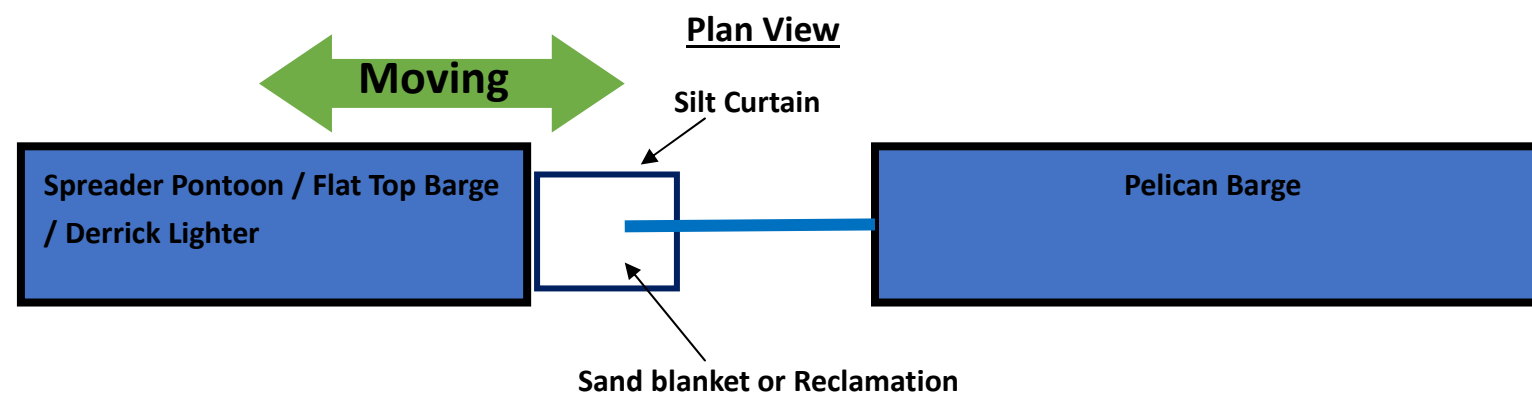 Plan View
Moving
Silt Curtain
Spreader Pontoon / Flat Top Barge
/ Derrick Lighter
Pelican Barge
Sand blanket or Reclamation